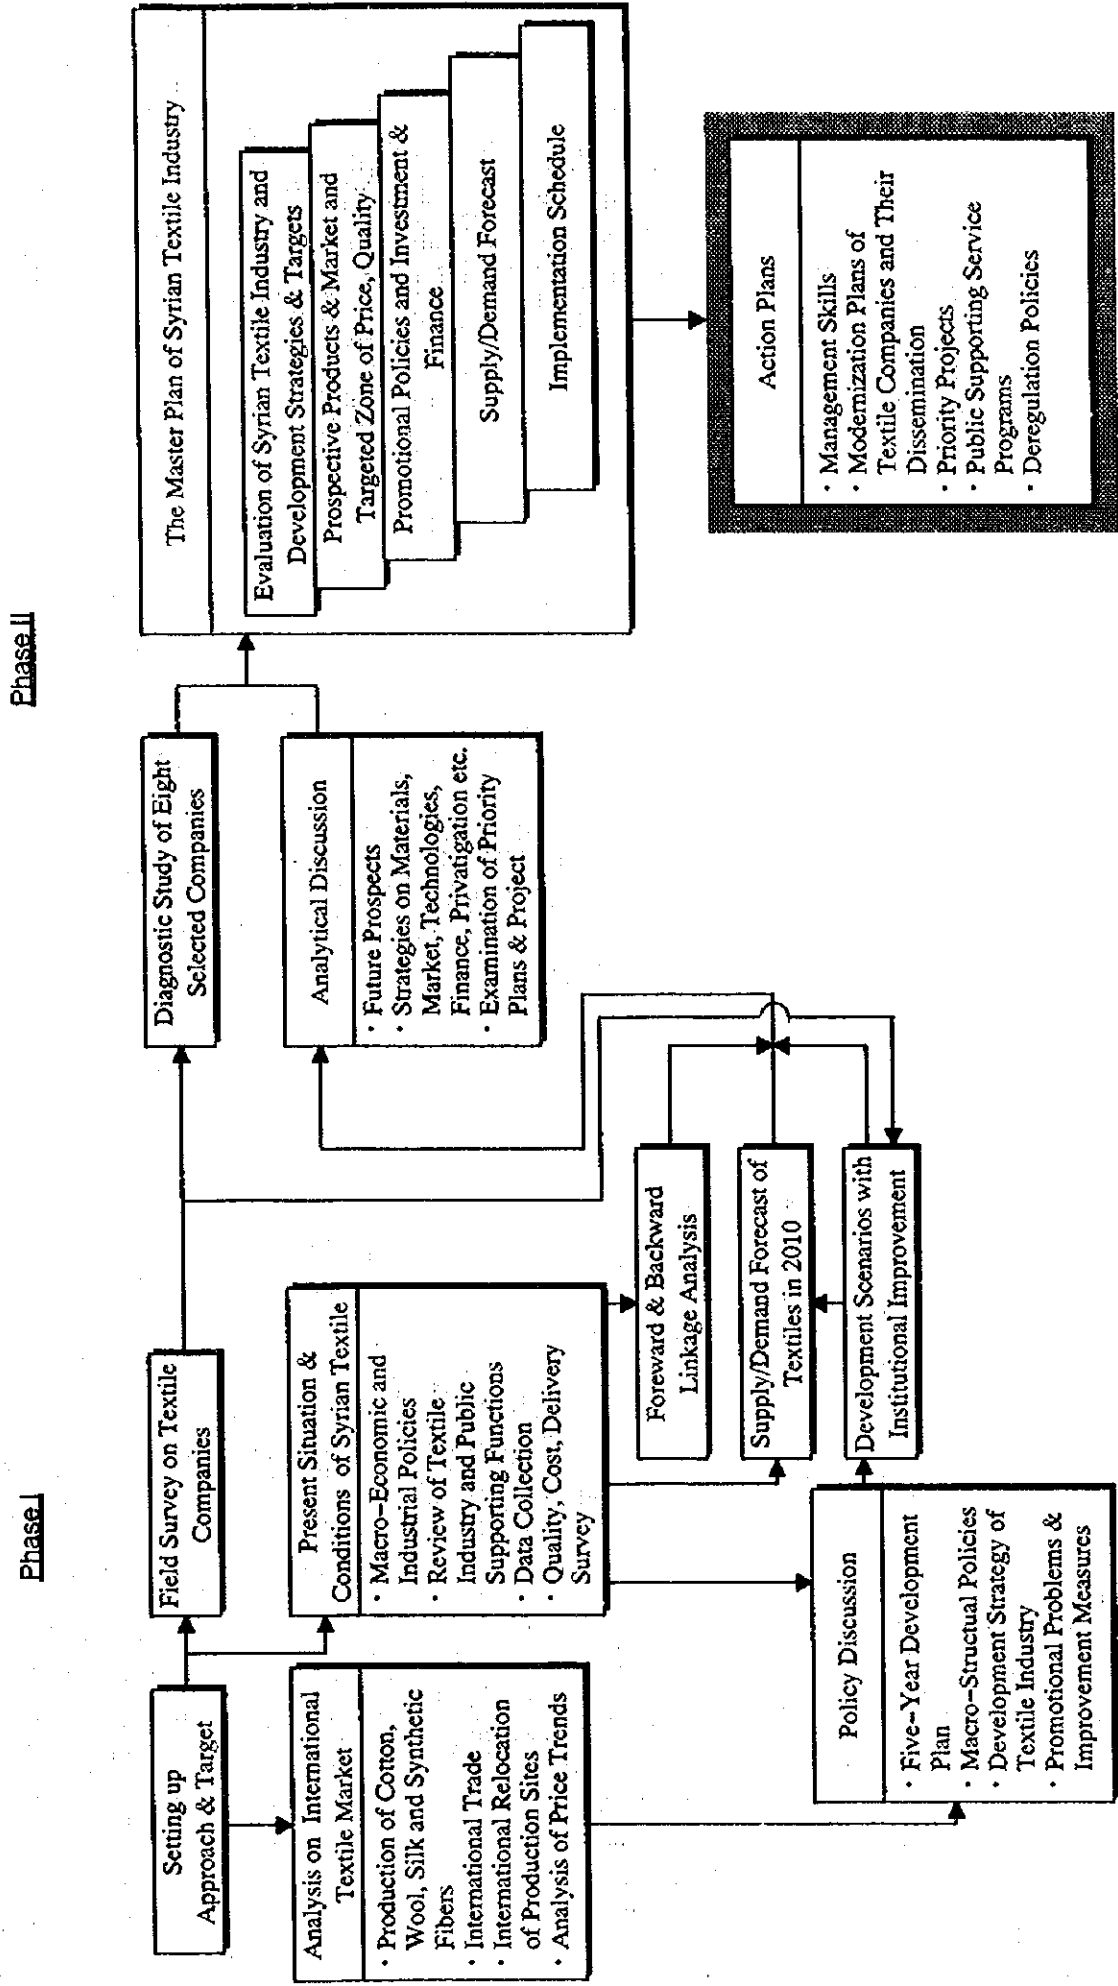 Phase I
Setting up
Approach & Target
Analysis on International
Textile Market
· Production of Cotton,
Wool, Silk and Synthetic
Fibers
· International Trade
· International Relocation
of Production Sites
· Analysis of Price Trends
Field Survey on Textile
Companies
Present Situation &
Conditions of Syrian Textile
· Macro-Economic and
Industrial Policies
· Review of Textile
Industry and Public
Supporting Functions
· Data Collection
· Quality, Cost, Delivery
Survey
Policy Discussion
· Five-Year Development
Plan
· Macro-Structual Policies
· Development Strategy of
Textile Industry
· Promotional Problems &
Improvement Measures
Foreward & Backward
Linkage Analysis
Supply/Demand Forecast of
Textiles in 2010
Development Scenarios with
Institutional Improvement
Phase II
Diagnostic Study of Eight
Selected Companies
Analytical Discussion
· Future Prospects
· Strategies on Materials,
Market, Technologies,
Finance, Privatigation etc.
· Examination of Priority
Plans & Project
The Master Plan of Syrian Textile Industry
Evaluation of Syrian Textile Industry and
Development Strategies & Targets
Prospective Products & Market and
Targeted Zone of Price, Quality
Promotional Policies and Investment &
Finance
Supply/Demand Forecast
Implementation Schedule
Action Plans
· Management Skills
· Modernization Plans of
Textile Companies and Their
Dissemination
· Priority Projects
· Public Supporting Service
Programs
· Deregulation Policies